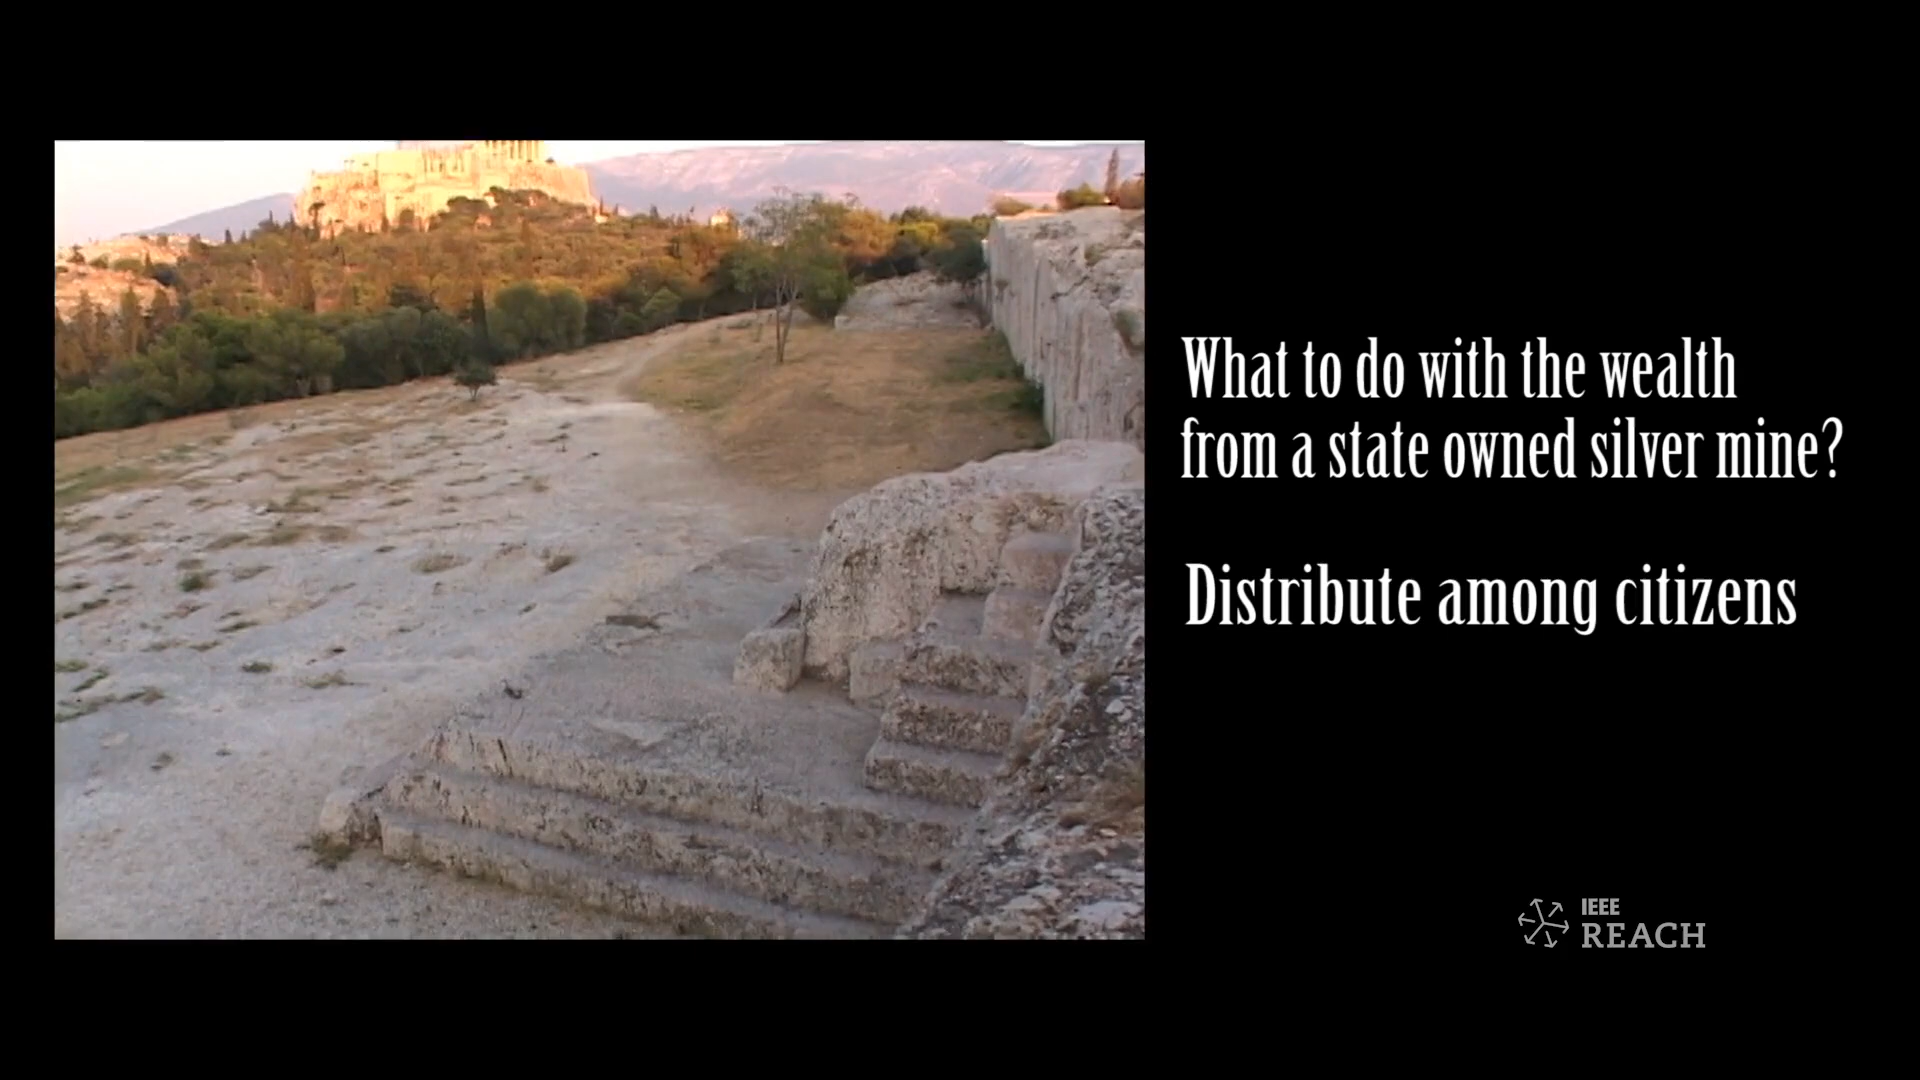 What to do with the wealth
from a state owned silver mine?
Distribute among citizens
IEEE
REACH